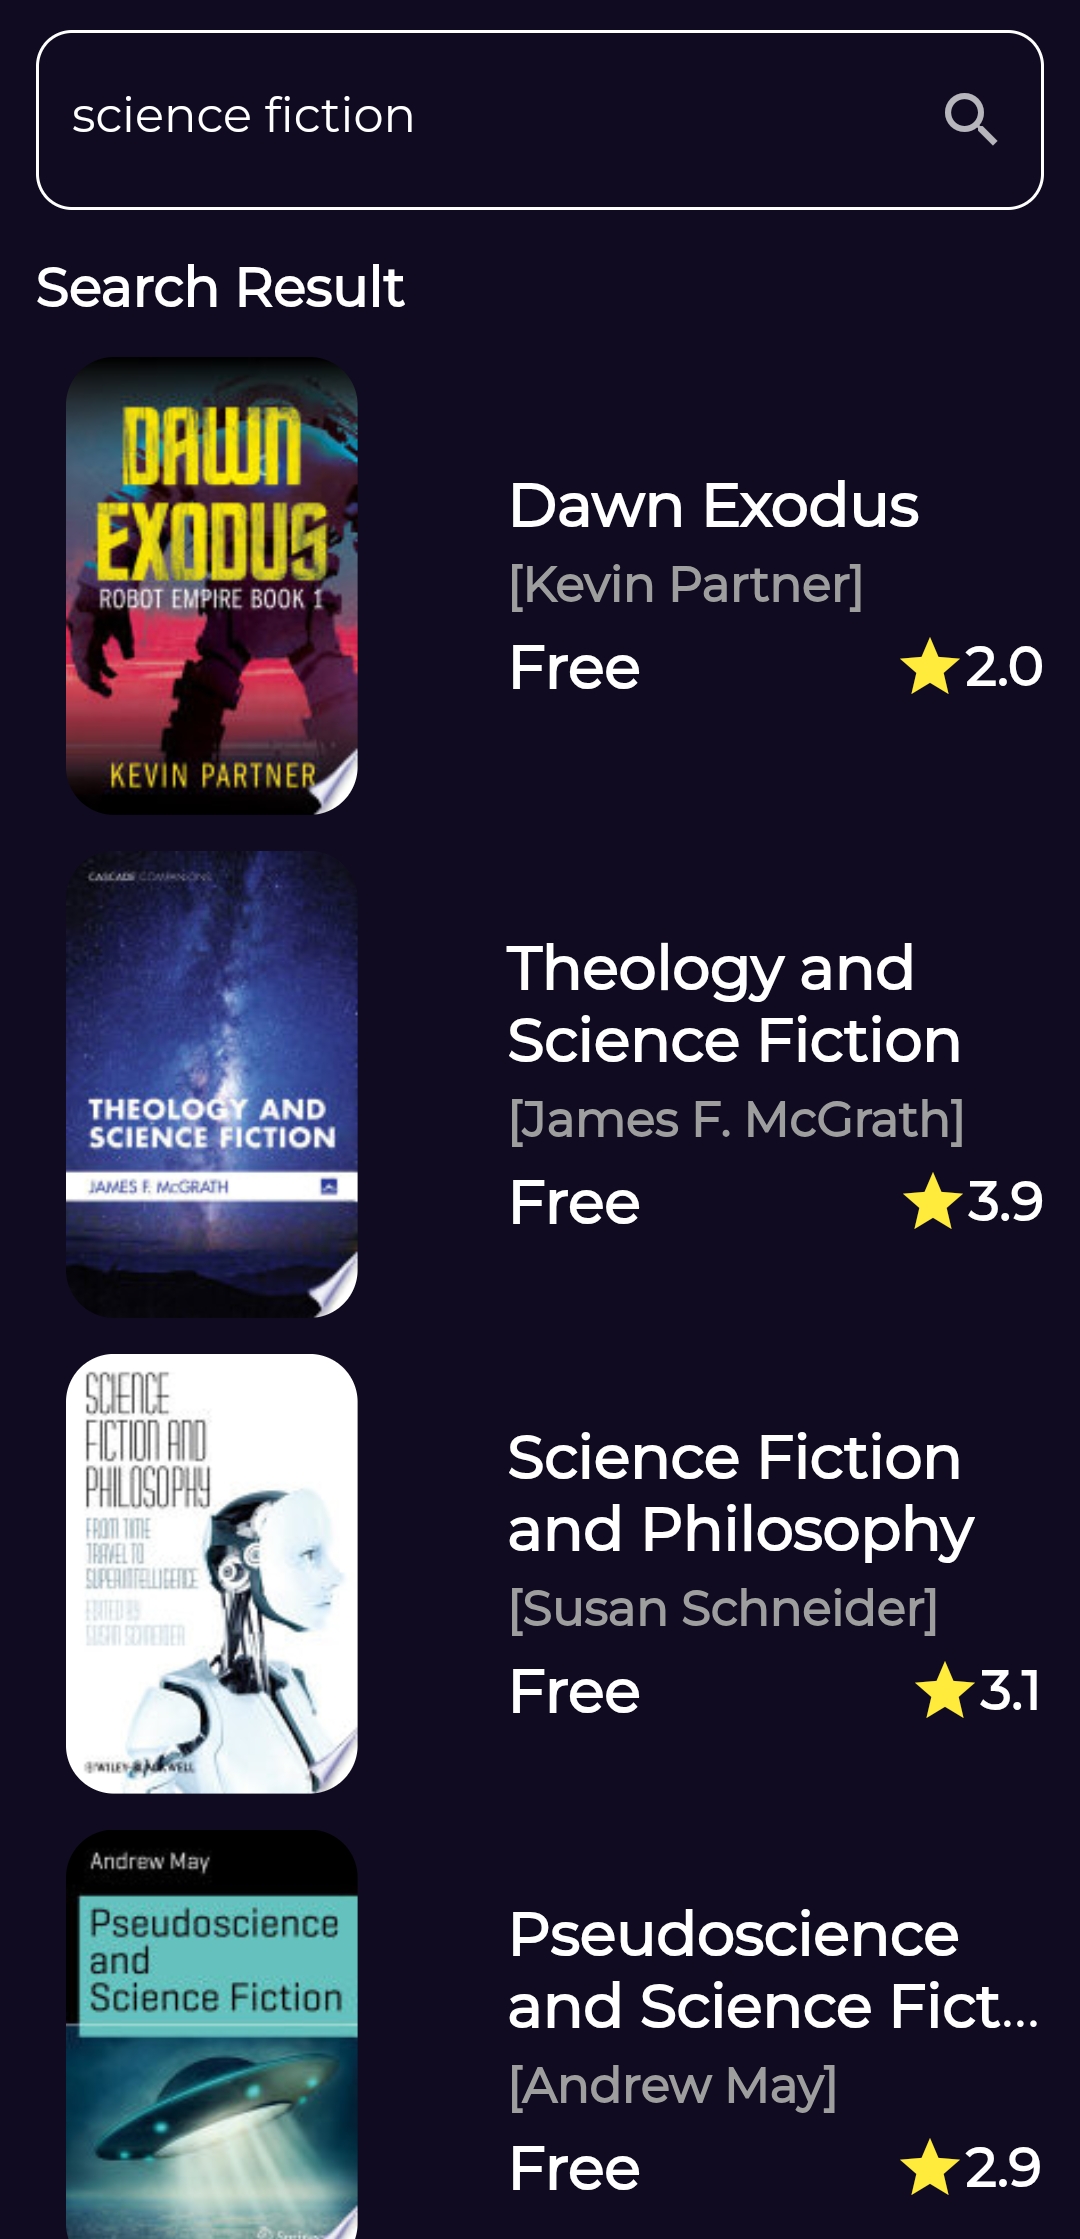 science fiction
Search Result
DAWN
EXODUS
ROBOT EMPIRE BOOK 1
KEVIN PARTNER
Dawn Exodus
[Kevin Partner]
Free
2.0
CASCADE COMPANIONS
THEOLOGY AND
SCIENCE FICTION
JAMES F. McGRATH
Theology and
Science Fiction
[James F. McGrath]
Free
3.9
SCIENCE
FICTION AND
PHILOSOPHY
FROM TIME
TRAVEL TO
SUPERINTELLIGENCE
EDITED BY
SUSAN SCHNEIDER
WILEY-BLACKWELL
Science Fiction
and Philosophy
[Susan Schneider]
Free
3.1
Andrew May
Pseudoscience
and
Science Fiction
Pseudoscience
and Science Fict...
[Andrew May]
Free
2.9